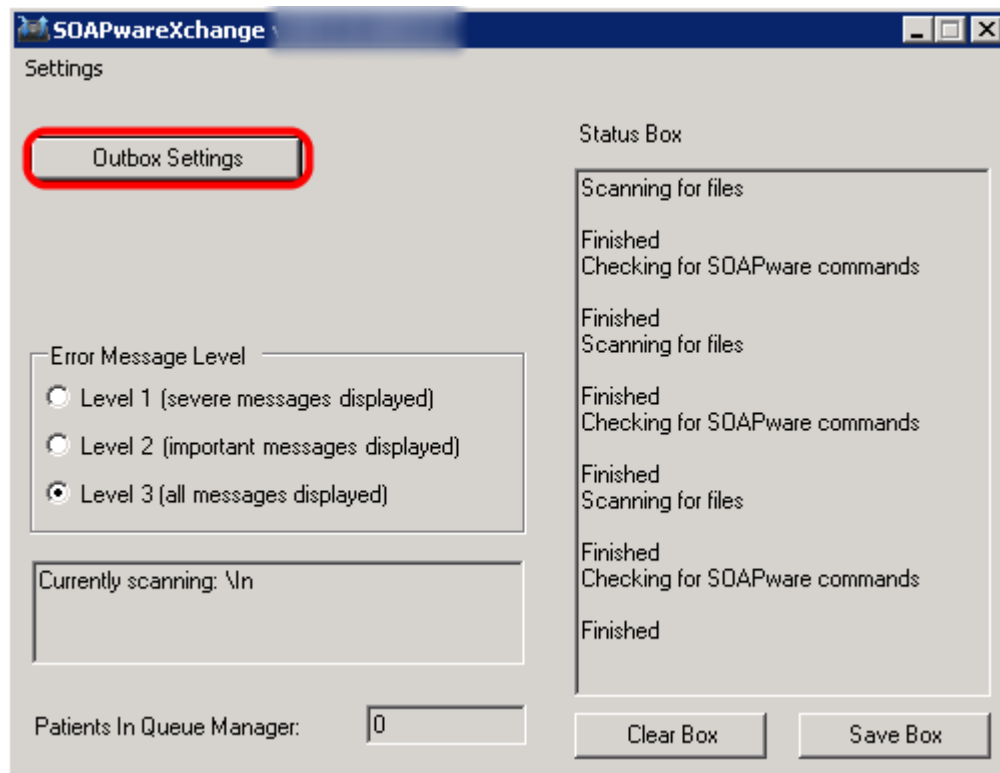 SOAPwareXchange
Settings
Outbox Settings
Error Message Level
Level 1 (severe messages displayed)
Level 2 (important messages displayed)
Level 3 (all messages displayed)
Currently scanning: \In
Patients In Queue Manager:
0
Status Box
Scanning for files
Finished
Checking for SOAPware commands
Finished
Scanning for files
Finished
Checking for SOAPware commands
Finished
Scanning for files
Finished
Checking for SOAPware commands
Finished
Clear Box
Save Box